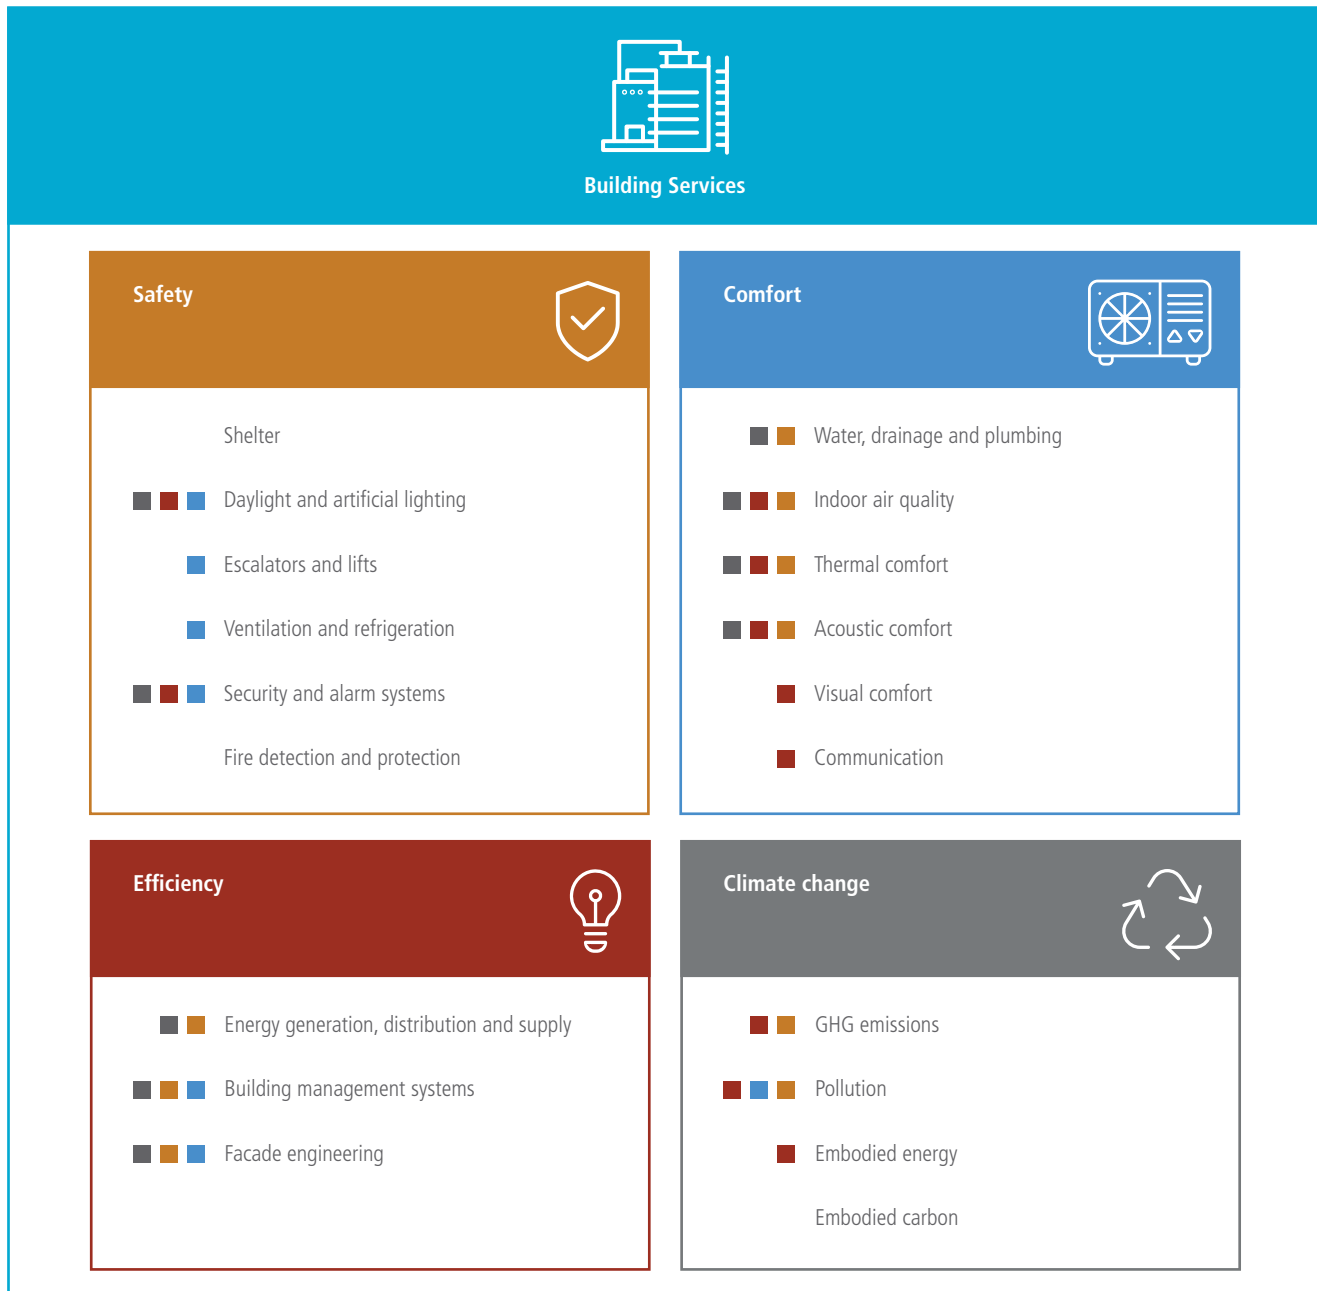 Building Services
Safety
Shelter
Daylight and artificial lighting
Escalators and lifts
Ventilation and refrigeration
Security and alarm systems
Fire detection and protection
Comfort
Water, drainage and plumbing
Indoor air quality
Thermal comfort
Acoustic comfort
Visual comfort
Communication
Efficiency
Energy generation, distribution and supply
Building management systems
Facade engineering
Climate change
GHG emissions
Pollution
Embodied energy
Embodied carbon